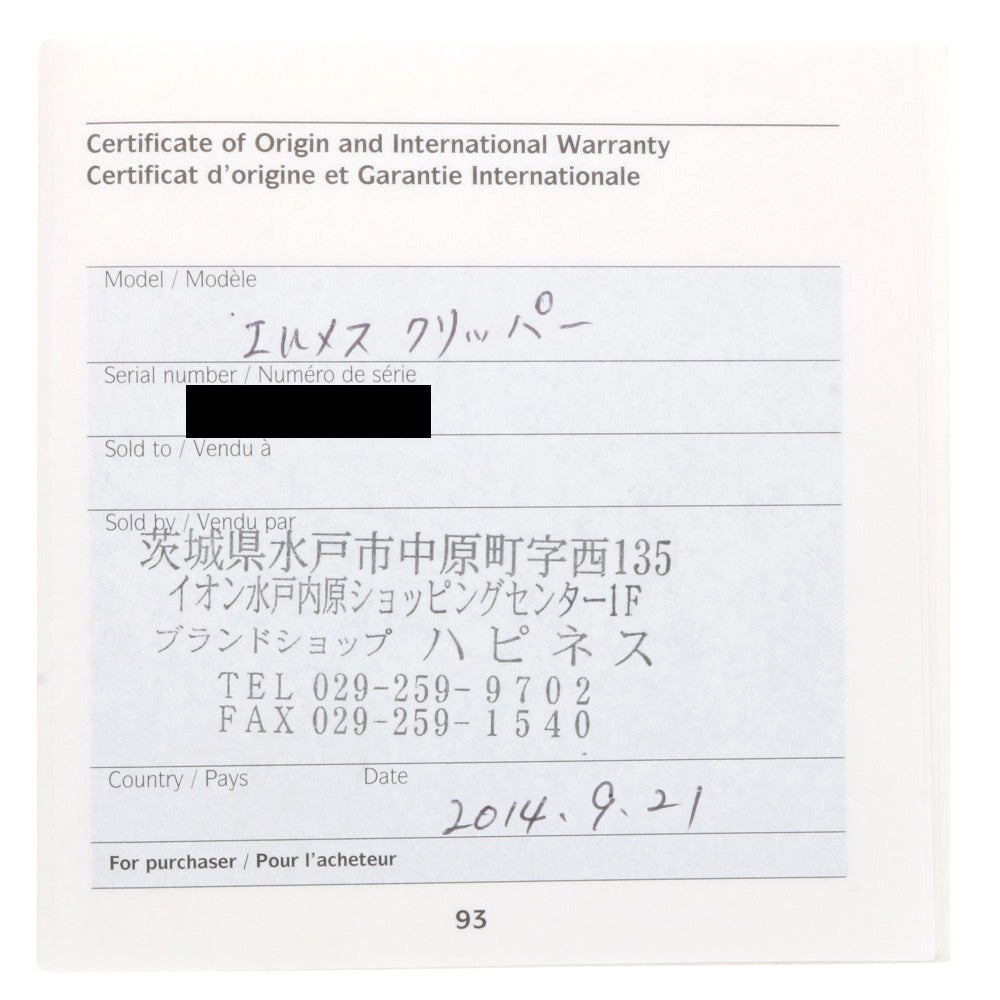 Certificate of Origin and International Warranty
Certificat d'origine et Garantie Internationale
Model / Modèle
エルメス クリッパー
Serial number / Numéro de série
Sold to / Vendu à
Sold by / Vendu par
茨城県水戸市中原町字西135
イオン水戸内原ショッピングセンター1F
ブランドショップ ハピネス
TEL 029-259-9702
FAX 029-259-1540
Country / Pays Date
2014.9.21
For purchaser / Pour l'acheteur
93